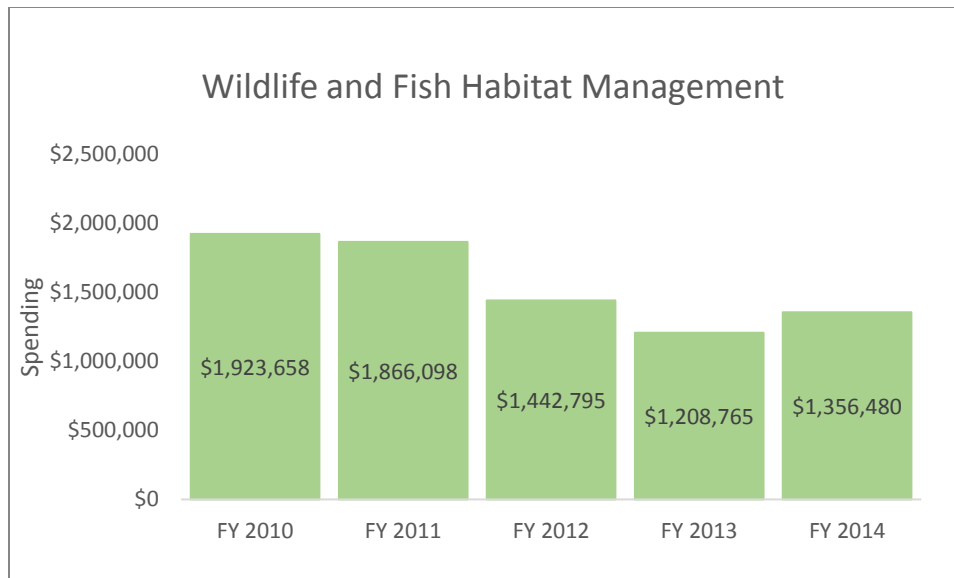 Wildlife and Fish Habitat Management
$2,500,000
$2,000,000
$1,500,000
$1,000,000
$500,000
$0
Spending
$1,923,658
$1,866,098
$1,442,795
$1,208,765
$1,356,480
FY 2010
FY 2011
FY 2012
FY 2013
FY 2014